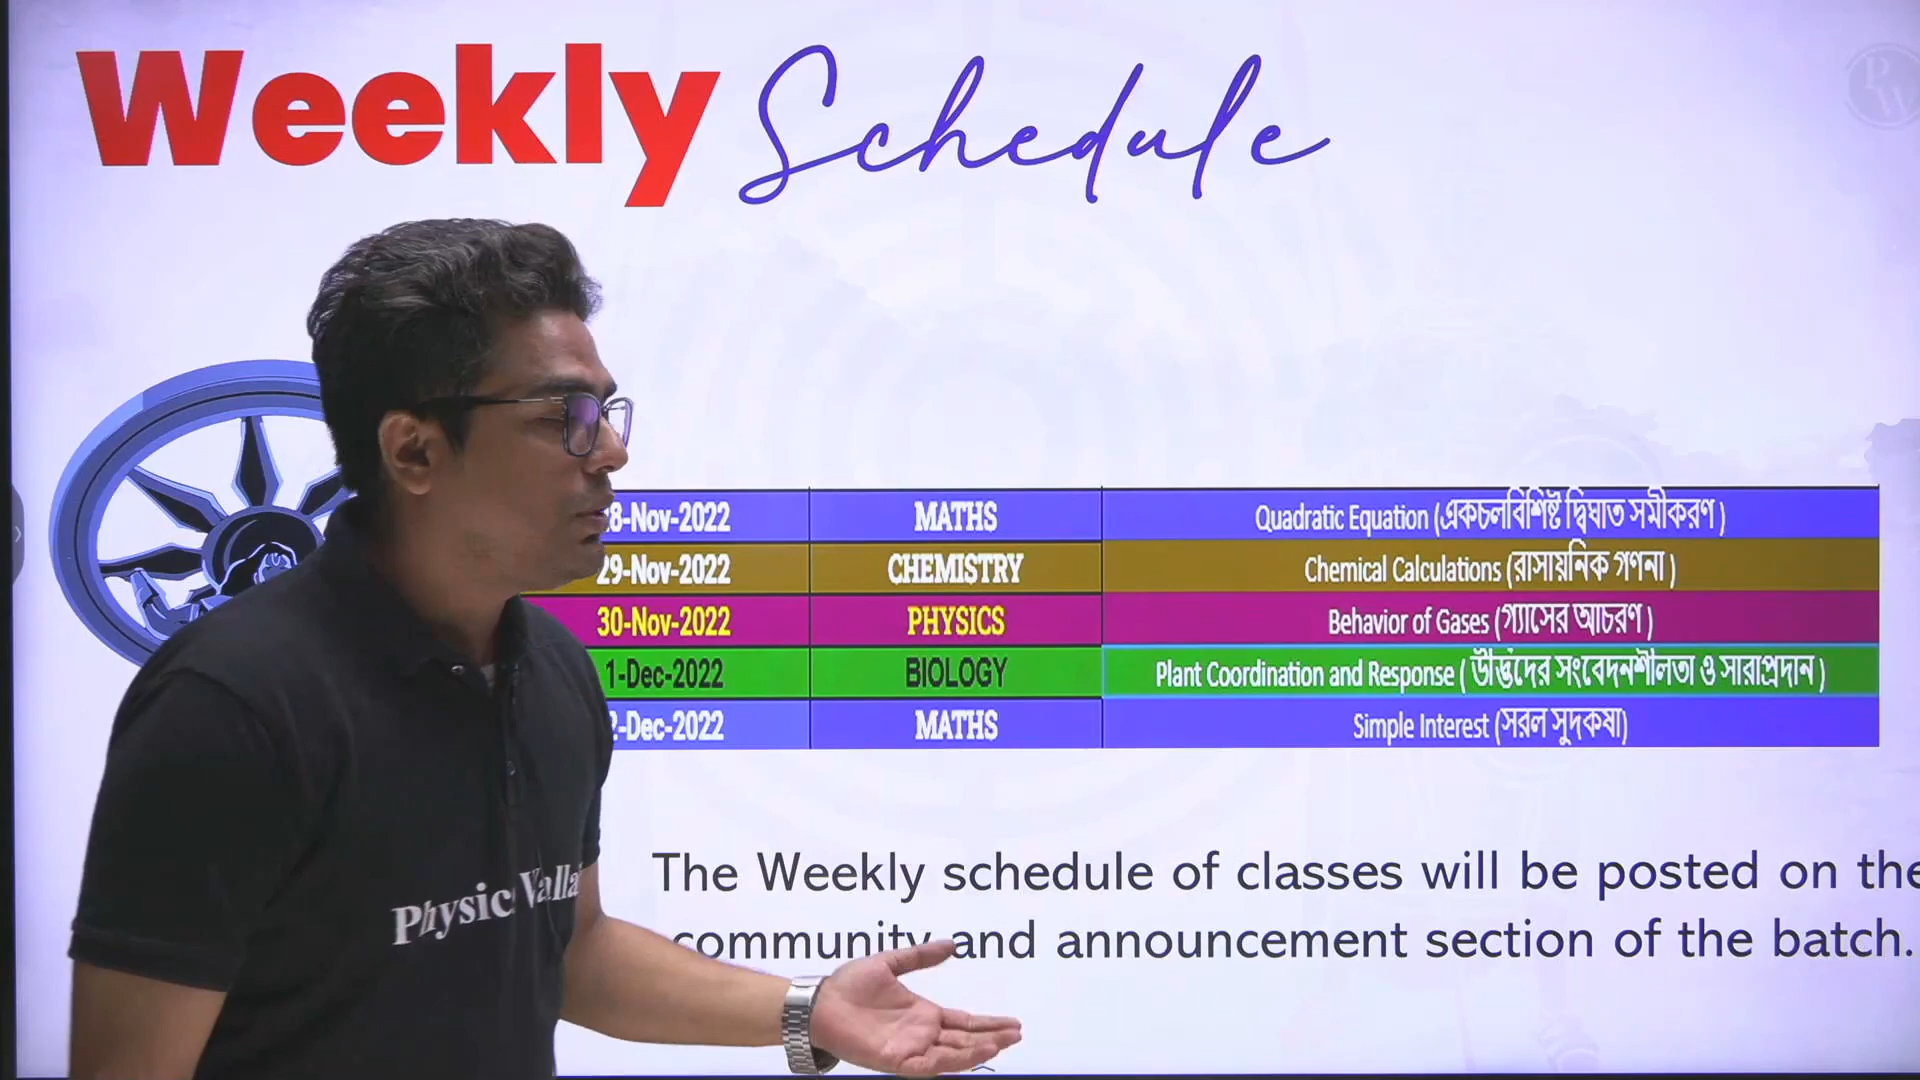 Weekly Schedule
PW
8-Nov-2022 MATHS Quadratic Equation (একচলবিশিষ্ট দ্বিঘাত সমীকরণ )
29-Nov-2022 CHEMISTRY Chemical Calculations (রাসায়নিক গণনা )
30-Nov-2022 PHYSICS Behavior of Gases (গ্যাসের আচরণ )
1-Dec-2022 BIOLOGY Plant Coordination and Response ( উদ্ভিদের সংবেদনশীলতা ও সারাপ্রদান )
2-Dec-2022 MATHS Simple Interest (সরল সুদকষা)
The Weekly schedule of classes will be posted on the
community and announcement section of the batch.
Physics Walla